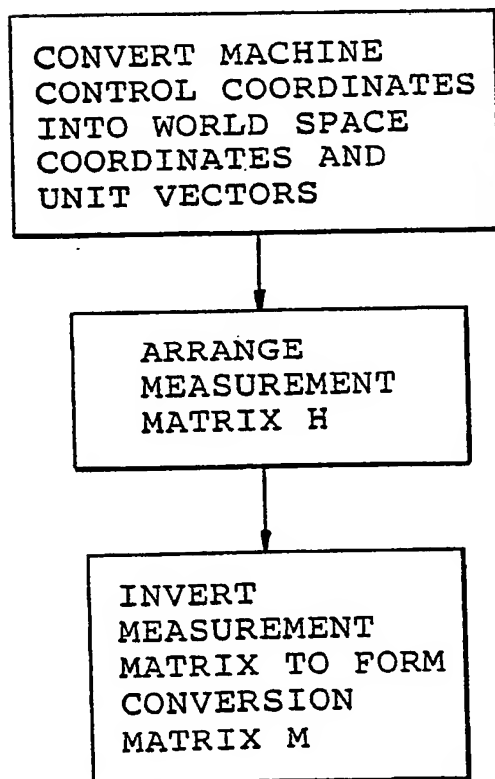 CONVERT MACHINE
CONTROL COORDINATES
INTO WORLD SPACE
COORDINATES AND
UNIT VECTORS
ARRANGE
MEASUREMENT
MATRIX H
INVERT
MEASUREMENT
MATRIX TO FORM
CONVERSION
MATRIX M